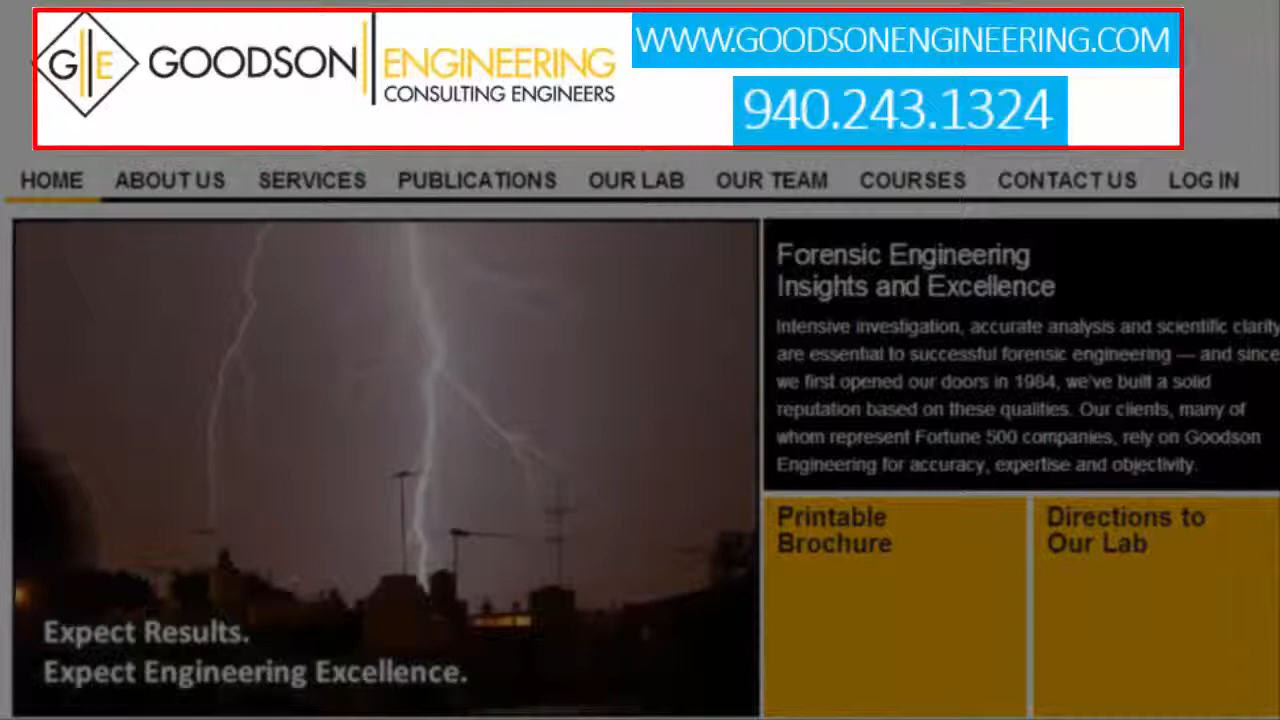 GE GOODSON ENGINEERING
CONSULTING ENGINEERS
WWW.GOODSONENGINEERING.COM
940.243.1324
HOME ABOUT US SERVICES PUBLICATIONS OUR LAB OUR TEAM COURSES CONTACT US LOG IN
Forensic Engineering
Insights and Excellence
Intensive investigation, accurate analysis and scientific clarity
are essential to successful forensic engineering — and since
we first opened our doors in 1984, we've built a solid
reputation based on these qualities. Our clients, many of
whom represent Fortune 500 companies, rely on Goodson
Engineering for accuracy, expertise and objectivity.
Expect Results.
Expect Engineering Excellence.
Printable
Brochure
Directions to
Our Lab